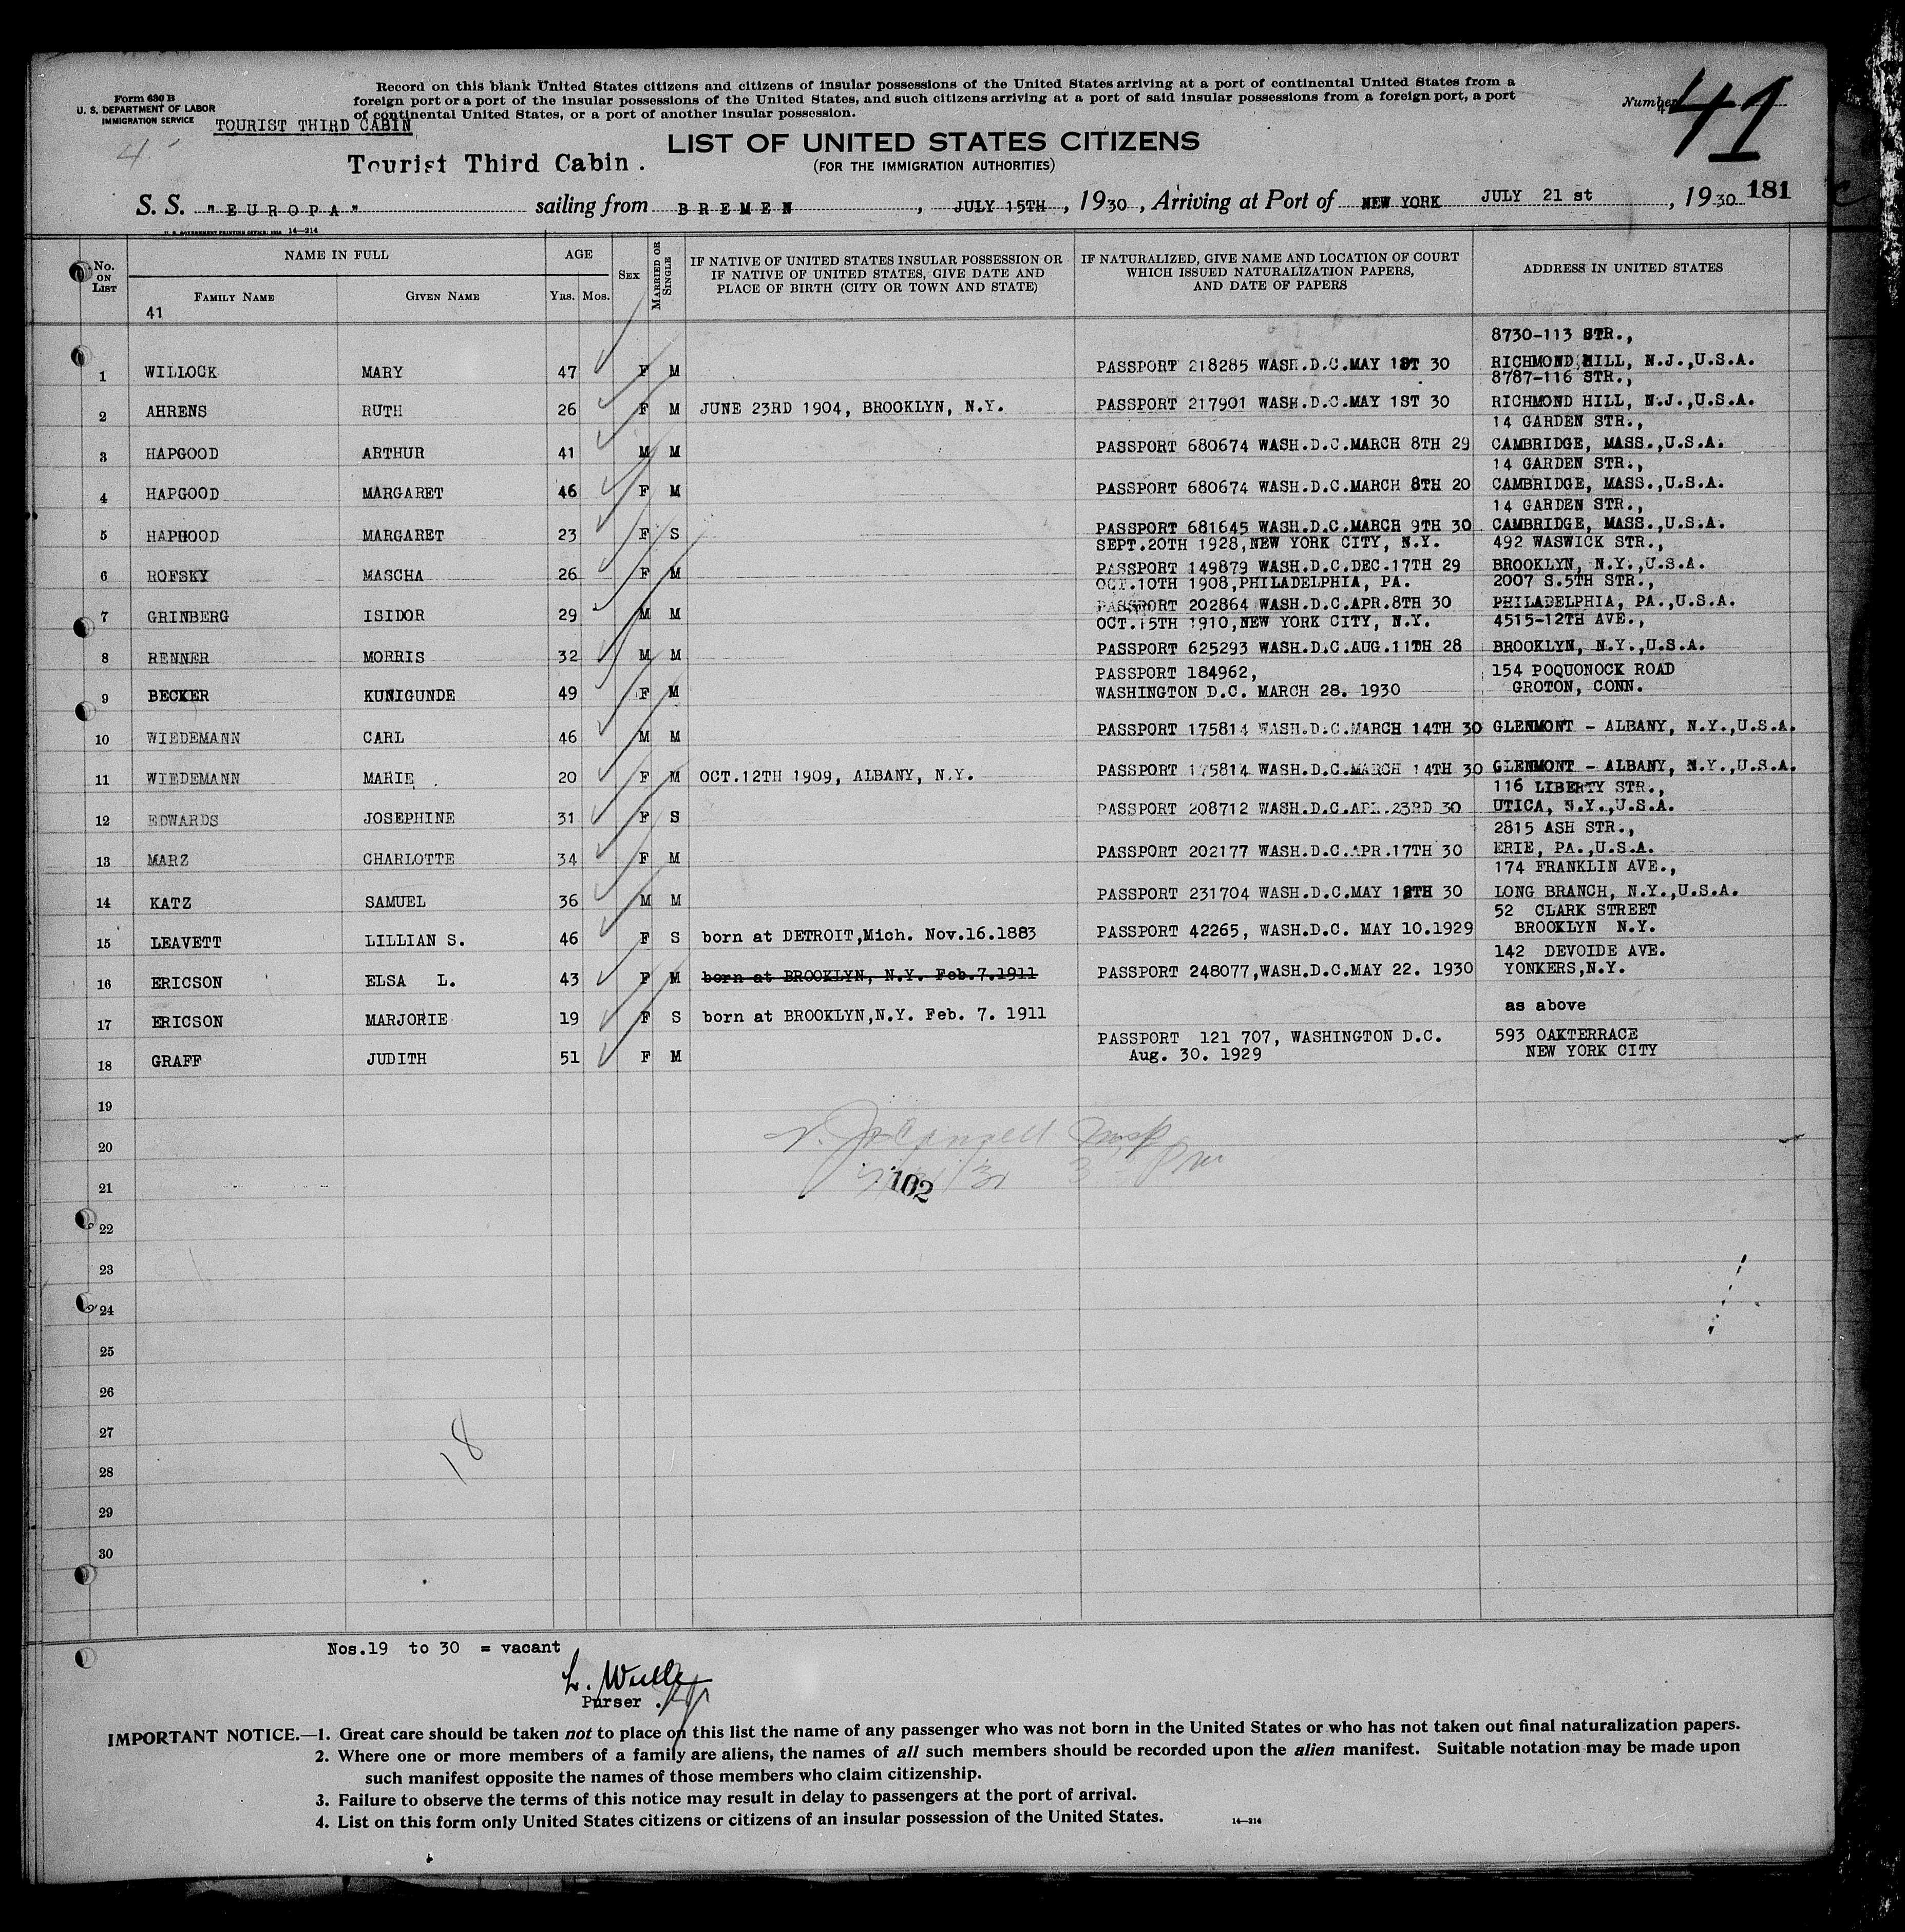 Form 630 B
U. S. DEPARTMENT OF LABOR
IMMIGRATION SERVICE
TOURIST THIRD CABIN
Record on this blank United States citizens and citizens of insular possessions of the United States arriving at a port of continental United States from a
foreign port or a port of the insular possessions of the United States, and such citizens arriving at a port of said insular possessions from a foreign port, a port
of continental United States, or a port of another insular possession.
Number 41
4
Tourist Third Cabin.
LIST OF UNITED STATES CITIZENS
(FOR THE IMMIGRATION AUTHORITIES)
S. S. "EUROPA" sailing from BREMEN, JULY 15TH, 1930, Arriving at Port of NEW YORK JULY 21 st, 1930 181
U. S. GOVERNMENT PRINTING OFFICE: 1930 14—214
No. ON LIST
NAME IN FULL
FAMILY NAME
GIVEN NAME
AGE
YRS. MOS.
SEX
MARRIED OR SINGLE
IF NATIVE OF UNITED STATES INSULAR POSSESSION OR
IF NATIVE OF UNITED STATES, GIVE DATE AND
PLACE OF BIRTH (CITY OR TOWN AND STATE)
IF NATURALIZED, GIVE NAME AND LOCATION OF COURT
WHICH ISSUED NATURALIZATION PAPERS,
AND DATE OF PAPERS
ADDRESS IN UNITED STATES
41
8730-113 STR.,
1 WILLOCK MARY 47 F M PASSPORT 218285 WASH.D.C.MAY 1ST 30 RICHMOND HILL, N.J.,U.S.A.
8787-116 STR.,
2 AHRENS RUTH 26 F M JUNE 23RD 1904, BROOKLYN, N.Y. PASSPORT 217901 WASH.D.C.MAY 1ST 30 RICHMOND HILL, N.J.,U.S.A.
14 GARDEN STR.,
3 HAPGOOD ARTHUR 41 M M PASSPORT 680674 WASH.D.C.MARCH 8TH 29 CAMBRIDGE, MASS.,U.S.A.
14 GARDEN STR.,
4 HAPGOOD MARGARET 46 F M PASSPORT 680674 WASH.D.C.MARCH 8TH 20 CAMBRIDGE, MASS.,U.S.A.
14 GARDEN STR.,
5 HAPGOOD MARGARET 23 F S PASSPORT 681645 WASH.D.C.MARCH 9TH 30 CAMBRIDGE, MASS.,U.S.A.
SEPT.20TH 1928,NEW YORK CITY, N.Y. 492 WASWICK STR.,
6 ROFSKY MASCHA 26 F M PASSPORT 149879 WASH.D.C.DEC.17TH 29 BROOKLYN, N.Y.,U.S.A.
OCT.10TH 1908,PHILADELPHIA, PA. 2007 S.5TH STR.,
7 GRINBERG ISIDOR 29 M M PASSPORT 202864 WASH.D.C.APR.8TH 30 PHILADELPHIA, PA.,U.S.A.
OCT.15TH 1910,NEW YORK CITY, N.Y. 4515-12TH AVE.,
8 RENNER MORRIS 32 M M PASSPORT 625293 WASH.D.C.AUG.11TH 28 BROOKLYN, N.Y.,U.S.A.
PASSPORT 184962, 154 POQUONOCK ROAD
9 BECKER KUNIGUNDE 49 F M WASHINGTON D.C. MARCH 28. 1930 GROTON, CONN.
10 WIEDEMANN CARL 46 M M PASSPORT 175814 WASH.D.C.MARCH 14TH 30 GLENMONT - ALBANY, N.Y.,U.S.A.
11 WIEDEMANN MARIE 20 F M OCT.12TH 1909, ALBANY, N.Y. PASSPORT 175814 WASH.D.C.MARCH 14TH 30 GLENMONT - ALBANY, N.Y.,U.S.A.
116 LIBERTY STR.,
12 EDWARDS JOSEPHINE 31 F S PASSPORT 208712 WASH.D.C.APR.23RD 30 UTICA, N.Y.,U.S.A.
2815 ASH STR.,
13 MARZ CHARLOTTE 34 F M PASSPORT 202177 WASH.D.C.APR.17TH 30 ERIE, PA.,U.S.A.
174 FRANKLIN AVE.,
14 KATZ SAMUEL 36 M M PASSPORT 231704 WASH.D.C.MAY 12TH 30 LONG BRANCH, N.Y.,U.S.A.
52 CLARK STREET
15 LEAVETT LILLIAN S. 46 F S born at DETROIT,Mich. Nov.16.1883 PASSPORT 42265, WASH.D.C. MAY 10.1929 BROOKLYN N.Y.
142 DEVOIDE AVE.
16 ERICSON ELSA L. 43 F M born at BROOKLYN, N.Y. Feb.7.1911 PASSPORT 248077,WASH.D.C.MAY 22. 1930 YONKERS,N.Y.
17 ERICSON MARJORIE 19 F S born at BROOKLYN,N.Y. Feb. 7. 1911 as above
PASSPORT 121 707, WASHINGTON D.C. 593 OAKTERRACE
18 GRAFF JUDITH 51 F M Aug. 30. 1929 NEW YORK CITY
19
20
21
102
22
23
24
25
26
27
18
28
29
30
Nos.19 to 30 = vacant
Purser.
IMPORTANT NOTICE.—1. Great care should be taken not to place on this list the name of any passenger who was not born in the United States or who has not taken out final naturalization papers.
2. Where one or more members of a family are aliens, the names of all such members should be recorded upon the alien manifest. Suitable notation may be made upon
such manifest opposite the names of those members who claim citizenship.
3. Failure to observe the terms of this notice may result in delay to passengers at the port of arrival.
4. List on this form only United States citizens or citizens of an insular possession of the United States.
14—214